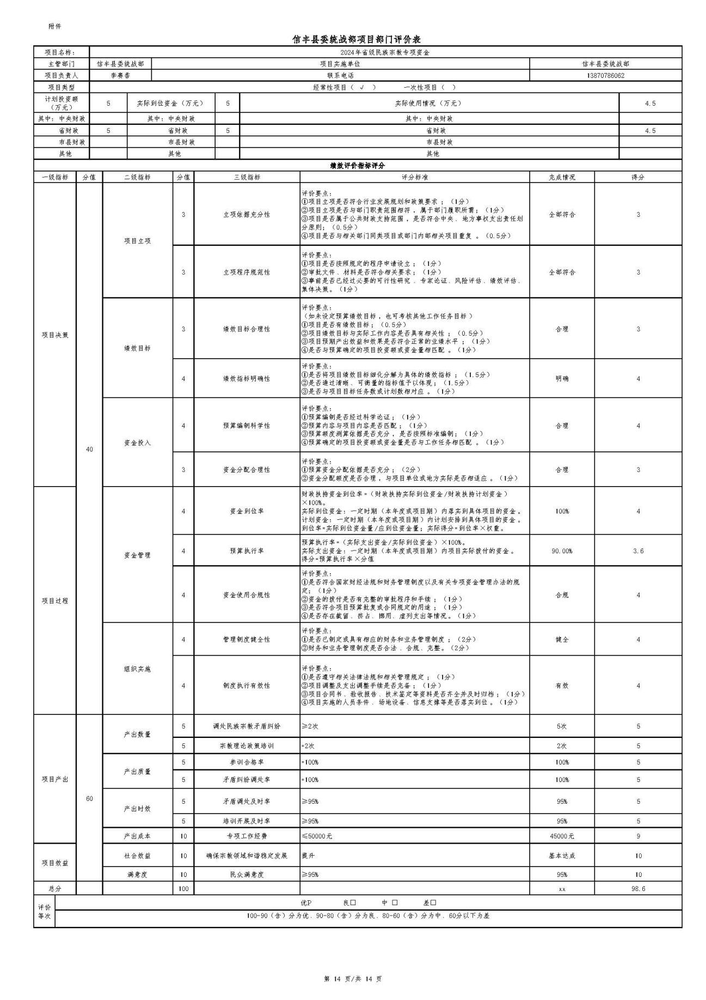 附件
信丰县委统战部项目部门评价表
项目名称： 2024年省级民族宗教专项资金
主管部门 信丰县委统战部 项目实施单位 信丰县委统战部
项目负责人 李赛香 联系电话 13870786062
项目类型 经常性项目（ √ ） 一次性项目（ ）
计划投资额
（万元） 5 实际到位资金（万元） 5 实际使用情况（万元） 4.5
其中：中央财政 其中：中央财政 其中：中央财政
省财政 5 省财政 5 省财政 4.5
市县财政 市县财政 市县财政
其他 其他 其他
绩效评价指标评分
一级指标 分值 二级指标 分值 三级指标 评分标准 完成情况 得分
项目决策
40
项目立项
3 立项依据充分性
评价要点：
①项目立项是否符合行业发展规划和政策要求；（1分）
②项目立项是否与部门职责范围相符，属于部门履职所需；（1分）
③项目是否属于公共财政支持范围，是否符合中央、地方事权支出责任划
分原则；（0.5分）
④项目是否与相关部门同类项目或部门内部相关项目重复。（0.5分）
全部符合 3
3 立项程序规范性
评价要点：
①项目是否按照规定的程序申请设立；（1分）
②审批文件、材料是否符合相关要求；（1分）
③事前是否已经过必要的可行性研究、专家论证、风险评估、绩效评估、
集体决策。（1分）
全部符合 3
绩效目标
3 绩效目标合理性
评价要点：
（如未设定预算绩效目标，也可考核其他工作任务目标）
①项目是否有绩效目标；（0.5分）
②项目绩效目标与实际工作内容是否具有相关性；（0.5分）
③项目预期产出效益和效果是否符合正常的业绩水平；（1分）
④是否与预算确定的项目投资额或资金量相匹配。（1分）
合理 3
4 绩效指标明确性
评价要点：
①是否将项目绩效目标细化分解为具体的绩效指标；（1.5分）
②是否通过清晰、可衡量的指标值予以体现；（1.5分）
③是否与项目目标任务数或计划数相对应。（1分）
明确 4
资金投入
4 预算编制科学性
评价要点：
①预算编制是否经过科学论证；（1分）
②预算内容与项目内容是否匹配；（1分）
③预算额度测算依据是否充分，是否按照标准编制；（1分）
④预算确定的项目投资额或资金量是否与工作任务相匹配。（1分）
合理 4
3 资金分配合理性
评价要点：
①预算资金分配依据是否充分；（2分）
②资金分配额度是否合理，与项目单位或地方实际是否相适应。（1分）
合理 3
项目过程
资金管理
4 资金到位率
财政扶持资金到位率=（财政扶持实际到位资金/财政扶持计划资金）
×100%。
实际到位资金：一定时期（本年度或项目期）内落实到具体项目的资金。
计划资金：一定时期（本年度或项目期）内计划安排到具体项目的资金。
到位率=实际到位资金量/应到位资金量；实际得分=到位率×权重。
100% 4
4 预算执行率
预算执行率=（实际支出资金/实际到位资金）×100%。
实际支出资金：一定时期（本年度或项目期）内项目实际拨付的资金。
得分=预算执行率×分值
90.00% 3.6
4 资金使用合规性
评价要点：
①是否符合国家财经法规和财务管理制度以及有关专项资金管理办法的规
定；（1分）
②资金的拨付是否有完整的审批程序和手续；（1分）
③是否符合项目预算批复或合同规定的用途；（1分）
④是否存在截留、挤占、挪用、虚列支出等情况。（1分）
合规 4
组织实施
4 管理制度健全性
评价要点：
①是否已制定或具有相应的财务和业务管理制度；（2分）
②财务和业务管理制度是否合法、合规、完整。（2分）
健全 4
4 制度执行有效性
评价要点：
①是否遵守相关法律法规和相关管理规定；（1分）
②项目调整及支出调整手续是否完备；（1分）
③项目合同书、验收报告、技术鉴定等资料是否齐全并及时归档；（1分）
④项目实施的人员条件、场地设备、信息支撑等是否落实到位。（1分）
有效 4
项目产出
60
产出数量
5 调处民族宗教矛盾纠纷 ≥2次 5次 5
5 宗教理论政策培训 =2次 2次 5
产出质量
5 参训合格率 =100% 100% 5
5 矛盾纠纷调处率 =100% 100% 5
产出时效
5 矛盾调处及时率 ≥95% 95% 5
5 培训开展及时率 ≥95% 95% 5
产出成本 10 专项工作经费 ≤50000元 45000元 9
项目效益
社会效益 10 确保宗教领域和谐稳定发展 提升 基本达成 10
满意度 10 民众满意度 ≥95% 95% 10
总分 100 xx 98.6
评价
等次
优P 良□ 中 □ 差□
100-90（含）分为优、90-80（含）分为良、80-60（含）分为中、60分以下为差
第 14 页/共 14 页